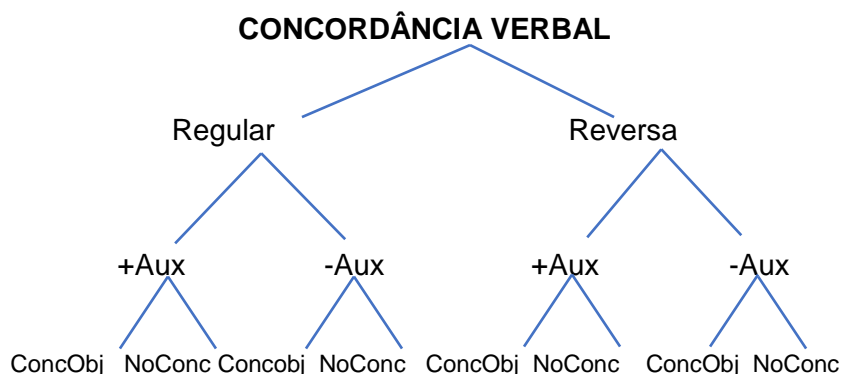 CONCORDÂNCIA VERBAL
Regular Reversa
+Aux -Aux +Aux -Aux
ConcObj NoConc Concobj NoConc ConcObj NoConc ConcObj NoConc